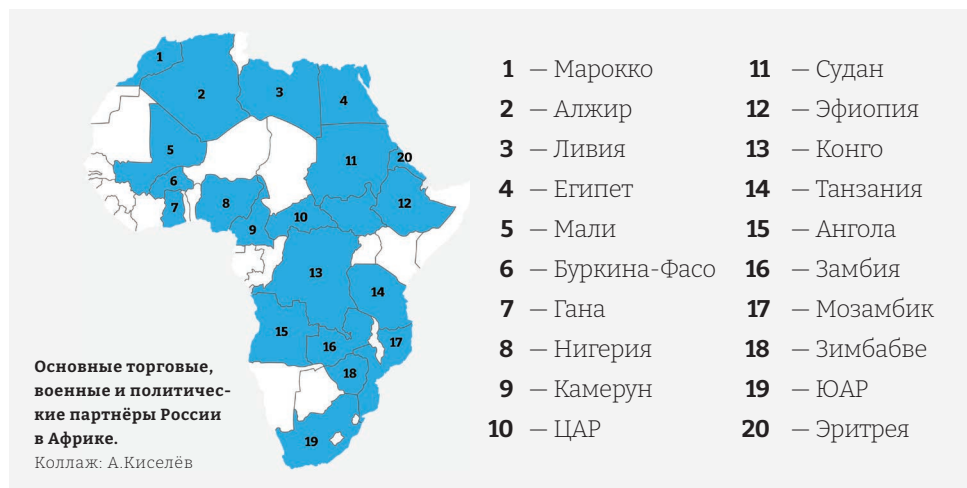 1 — Марокко
2 — Алжир
3 — Ливия
4 — Египет
5 — Мали
6 — Буркина-Фасо
7 — Гана
8 — Нигерия
9 — Камерун
10 — ЦАР
11 — Судан
12 — Эфиопия
13 — Конго
14 — Танзания
15 — Ангола
16 — Замбия
17 — Мозамбик
18 — Зимбабве
19 — ЮАР
20 — Эритрея
1
2
3
4
5
6
7
8
9
10
11
20
12
13
14
15
16
17
18
19
Основные торговые,
военные и политичес-
кие партнёры России
в Африке.
Коллаж: А.Киселёв